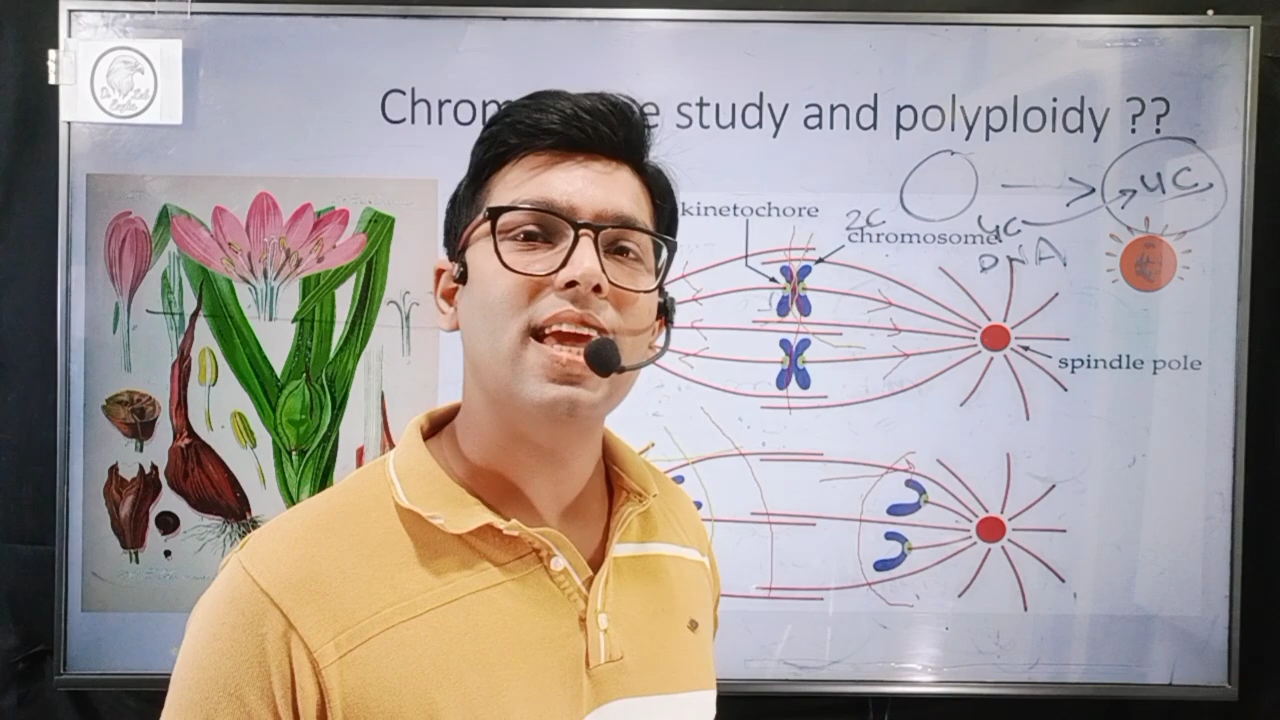 Chrom e study and polyploidy ??
4C
kinetochore
2C
4C
chromosome
DNA
spindle pole